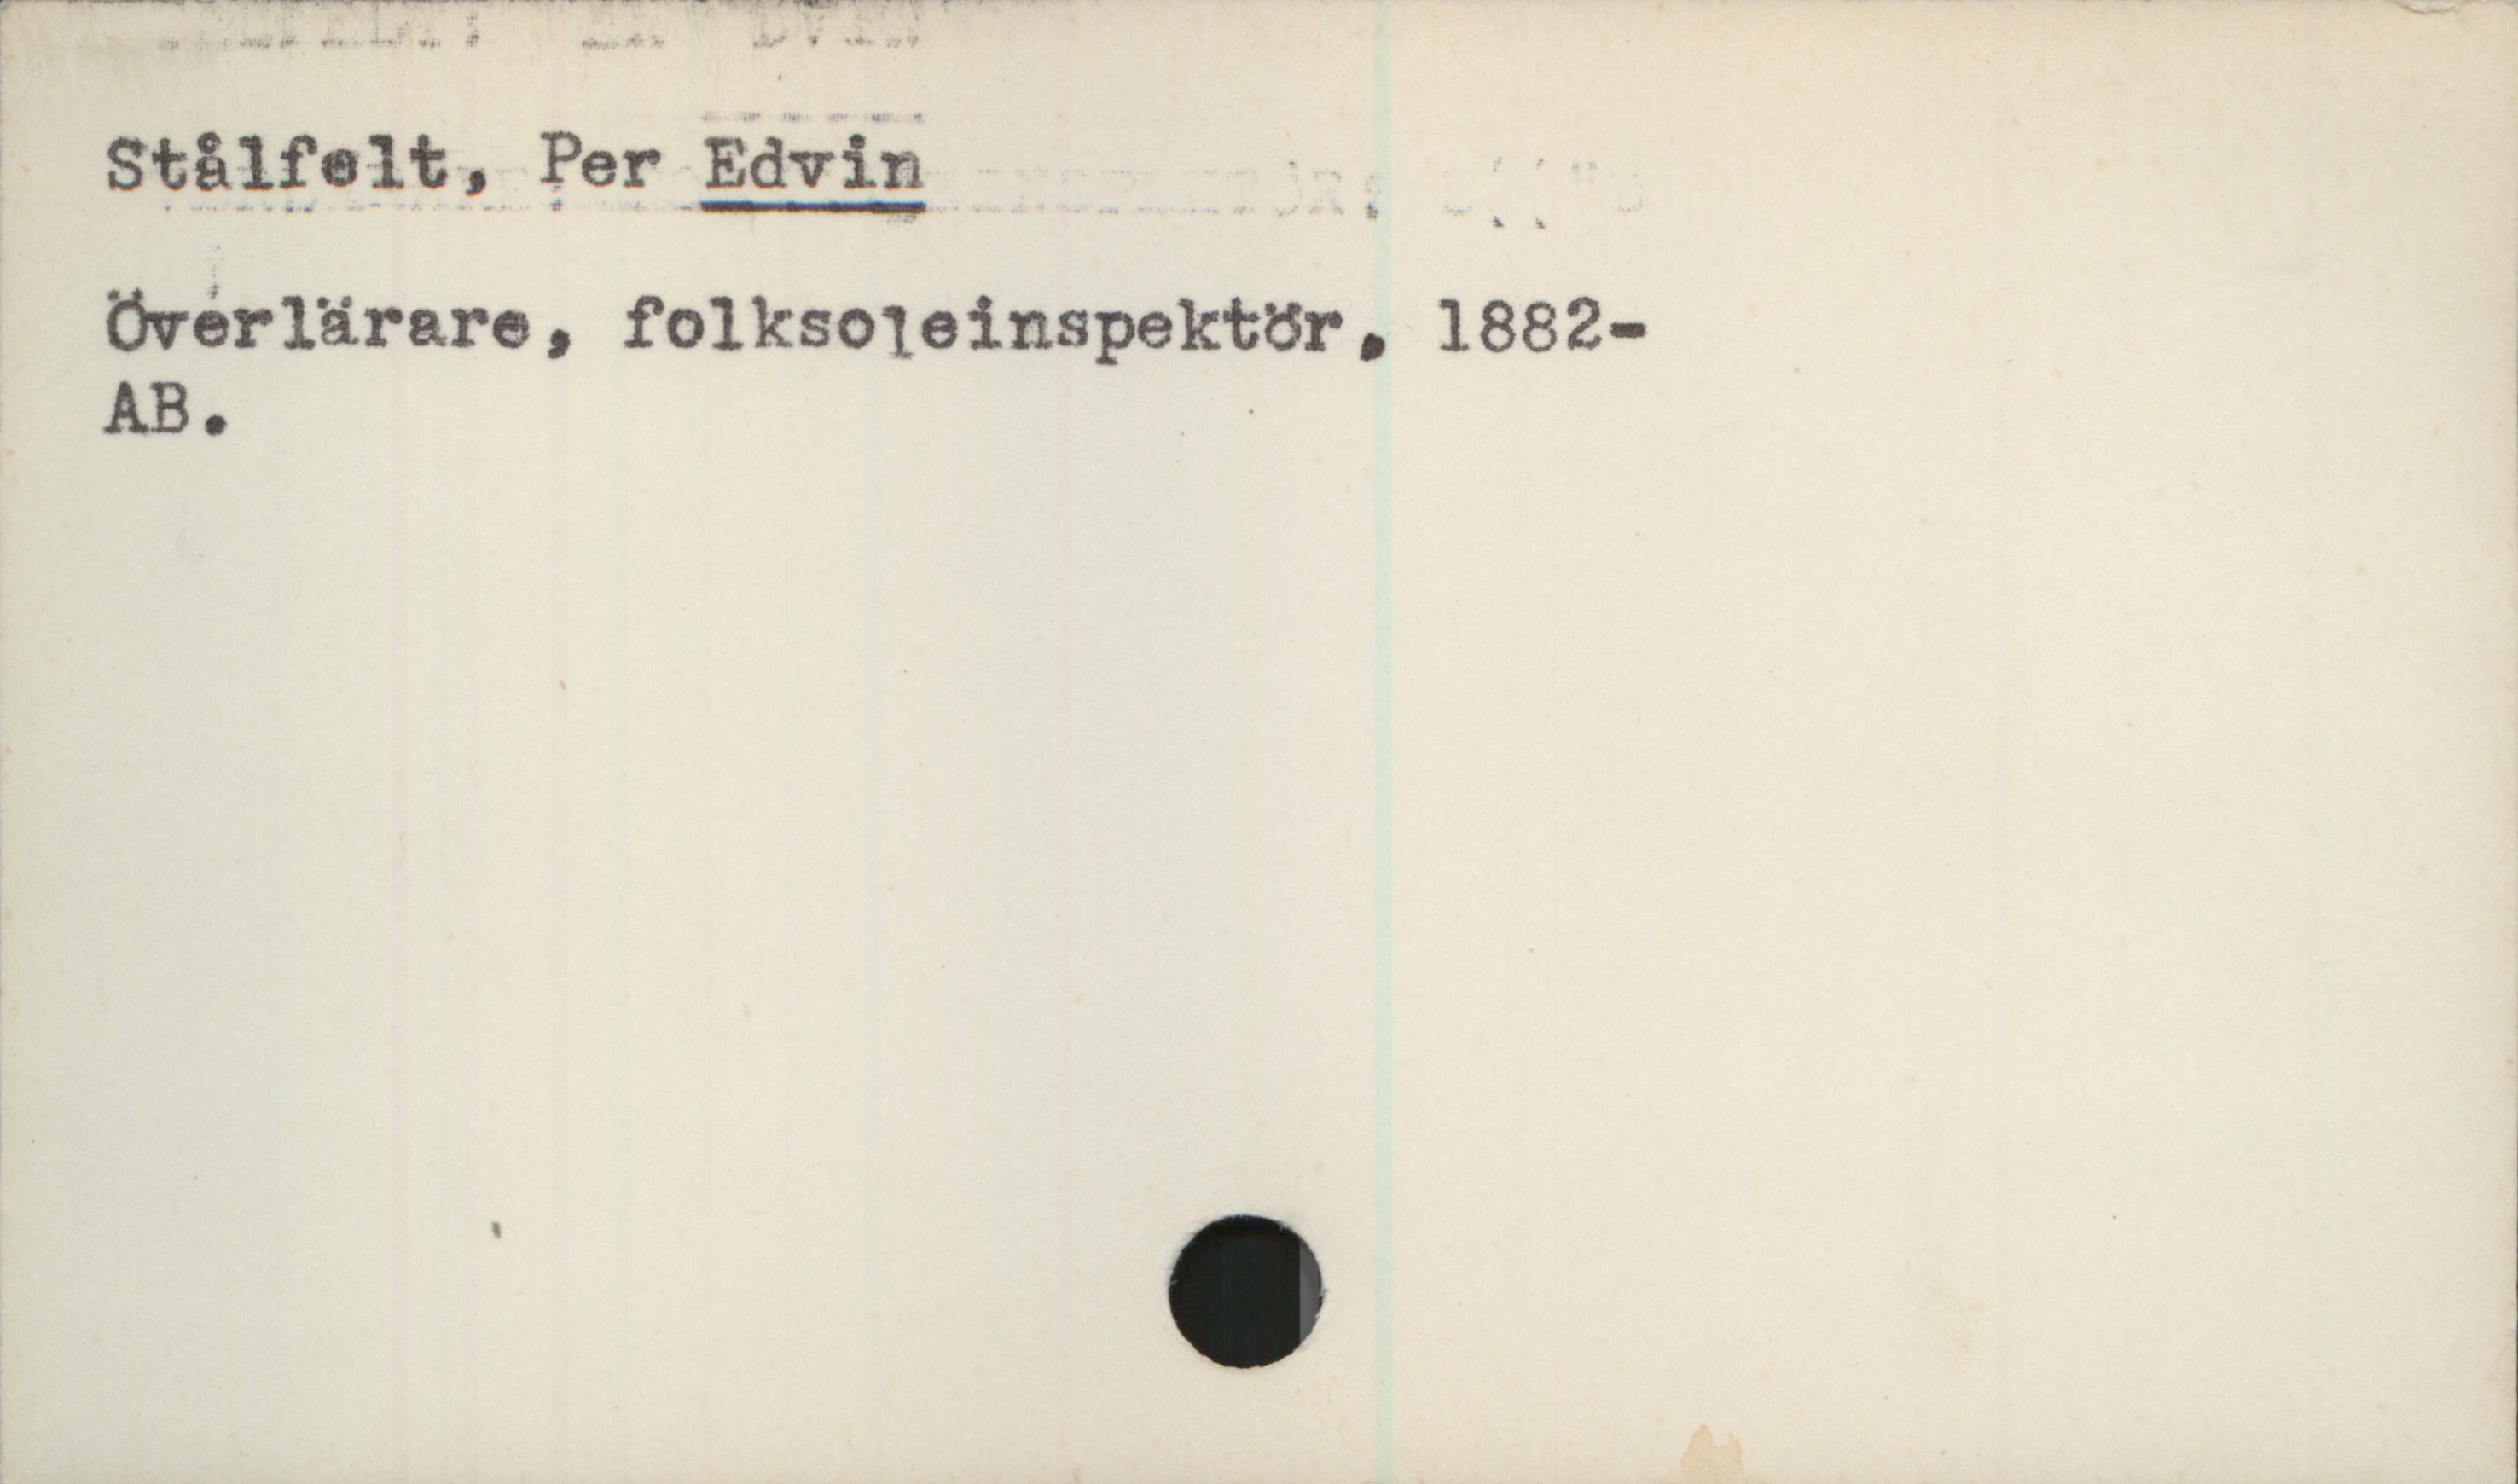 Stålfelt, Per Edvin
Överlärare, folksoleinspektör, 1882-
AB.